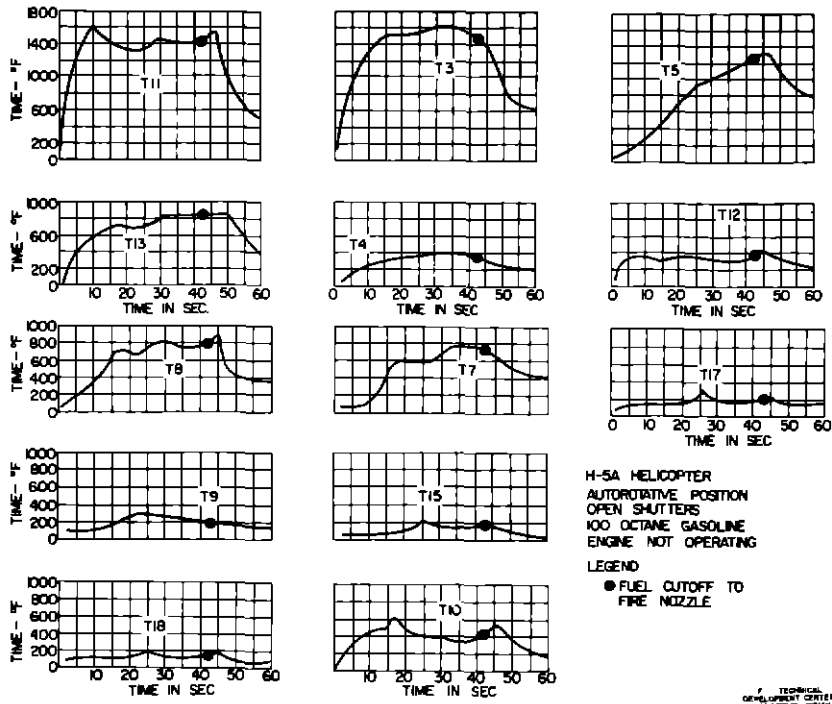 1800
1400
1000
600
200
0
TIME- °F
T11
T3
T5
1000
600
200
0
TIME- °F
T13
T4
T12
10 20 30 40 50 60
TIME IN SEC.
10 20 30 40 50 60
TIME IN SEC
10 20 30 40 50 60
TIME IN SEC
1000
800
600
400
200
0
TIME- °F
T8
T7
T17
10 20 30 40 50 60
TIME IN SEC
1000
800
600
400
200
0
TIME- °F
T9
T15
H-5A HELICOPTER
AUTOROTATIVE POSITION
OPEN SHUTTERS
100 OCTANE GASOLINE
ENGINE NOT OPERATING
LEGEND
FUEL CUTOFF TO
FIRE NOZZLE
1000
800
600
400
200
0
TIME- °F
T18
T10
10 20 30 40 50 60
TIME IN SEC
10 20 30 40 50 60
TIME IN SEC
TECHNICAL
DEVELOPMENT CENTER